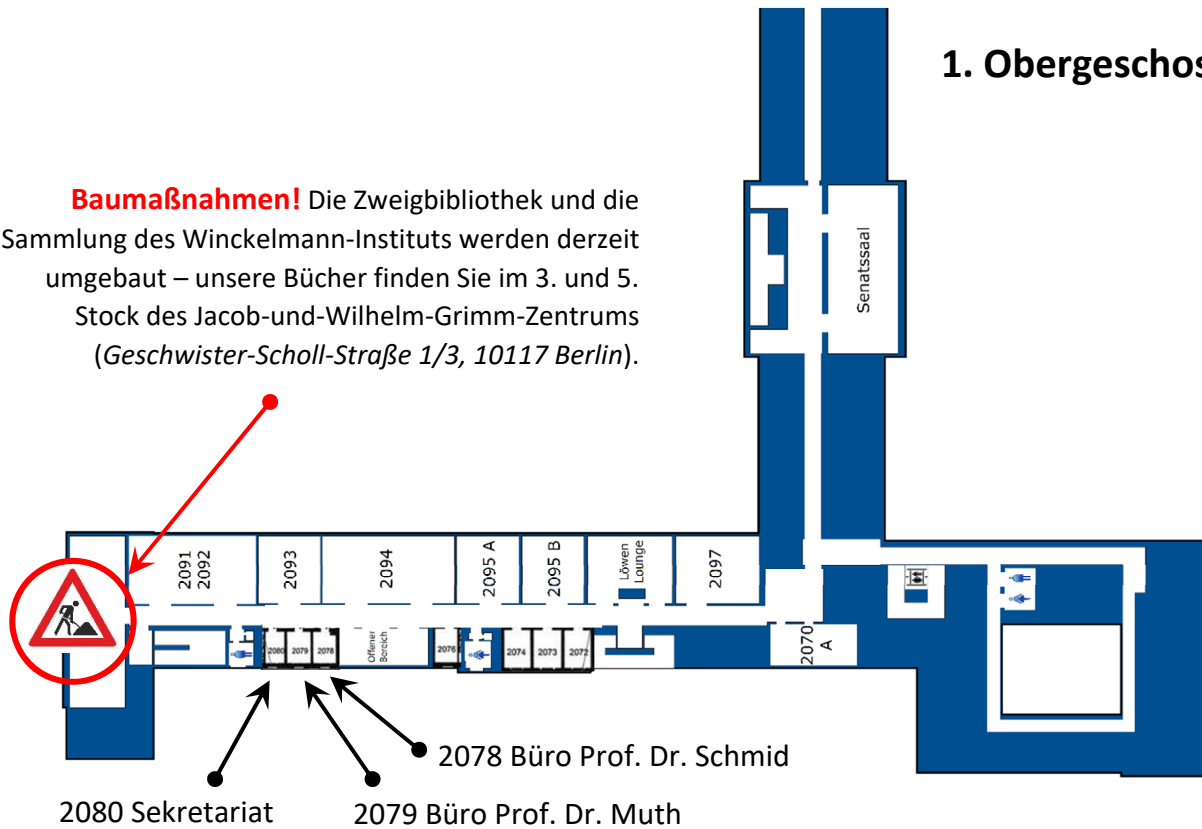 1. Obergeschos
Baumaßnahmen! Die Zweigbibliothek und die
Sammlung des Winckelmann-Instituts werden derzeit
umgebaut – unsere Bücher finden Sie im 3. und 5.
Stock des Jacob-und-Wilhelm-Grimm-Zentrums
(Geschwister-Scholl-Straße 1/3, 10117 Berlin).
Senatssaal
2091
2092
2093
2094
2095 A
2095 B
Löwen
Lounge
2097
2080
2079
2078
Offener
Bereich
2076
2074
2073
2072
2070
A
2078 Büro Prof. Dr. Schmid
2080 Sekretariat
2079 Büro Prof. Dr. Muth